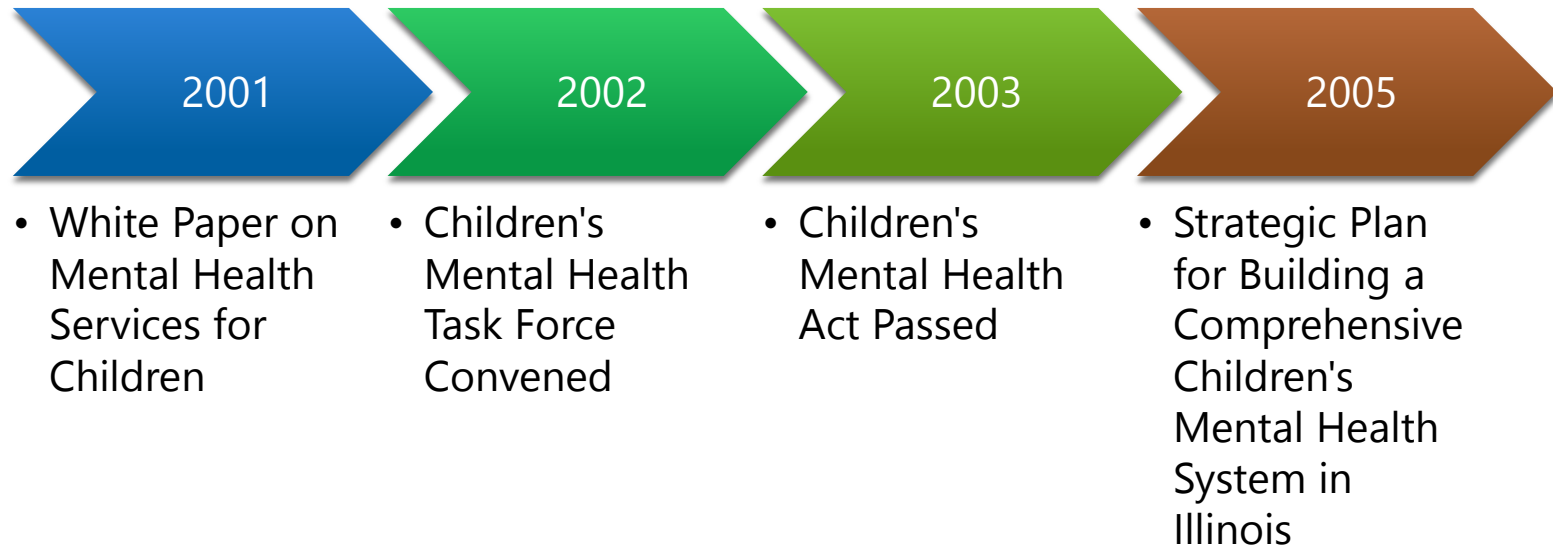 2001
2002
2003
2005
• White Paper on
Mental Health
Services for
Children
• Children's
Mental Health
Task Force
Convened
• Children's
Mental Health
Act Passed
• Strategic Plan
for Building a
Comprehensive
Children's
Mental Health
System in
Illinois